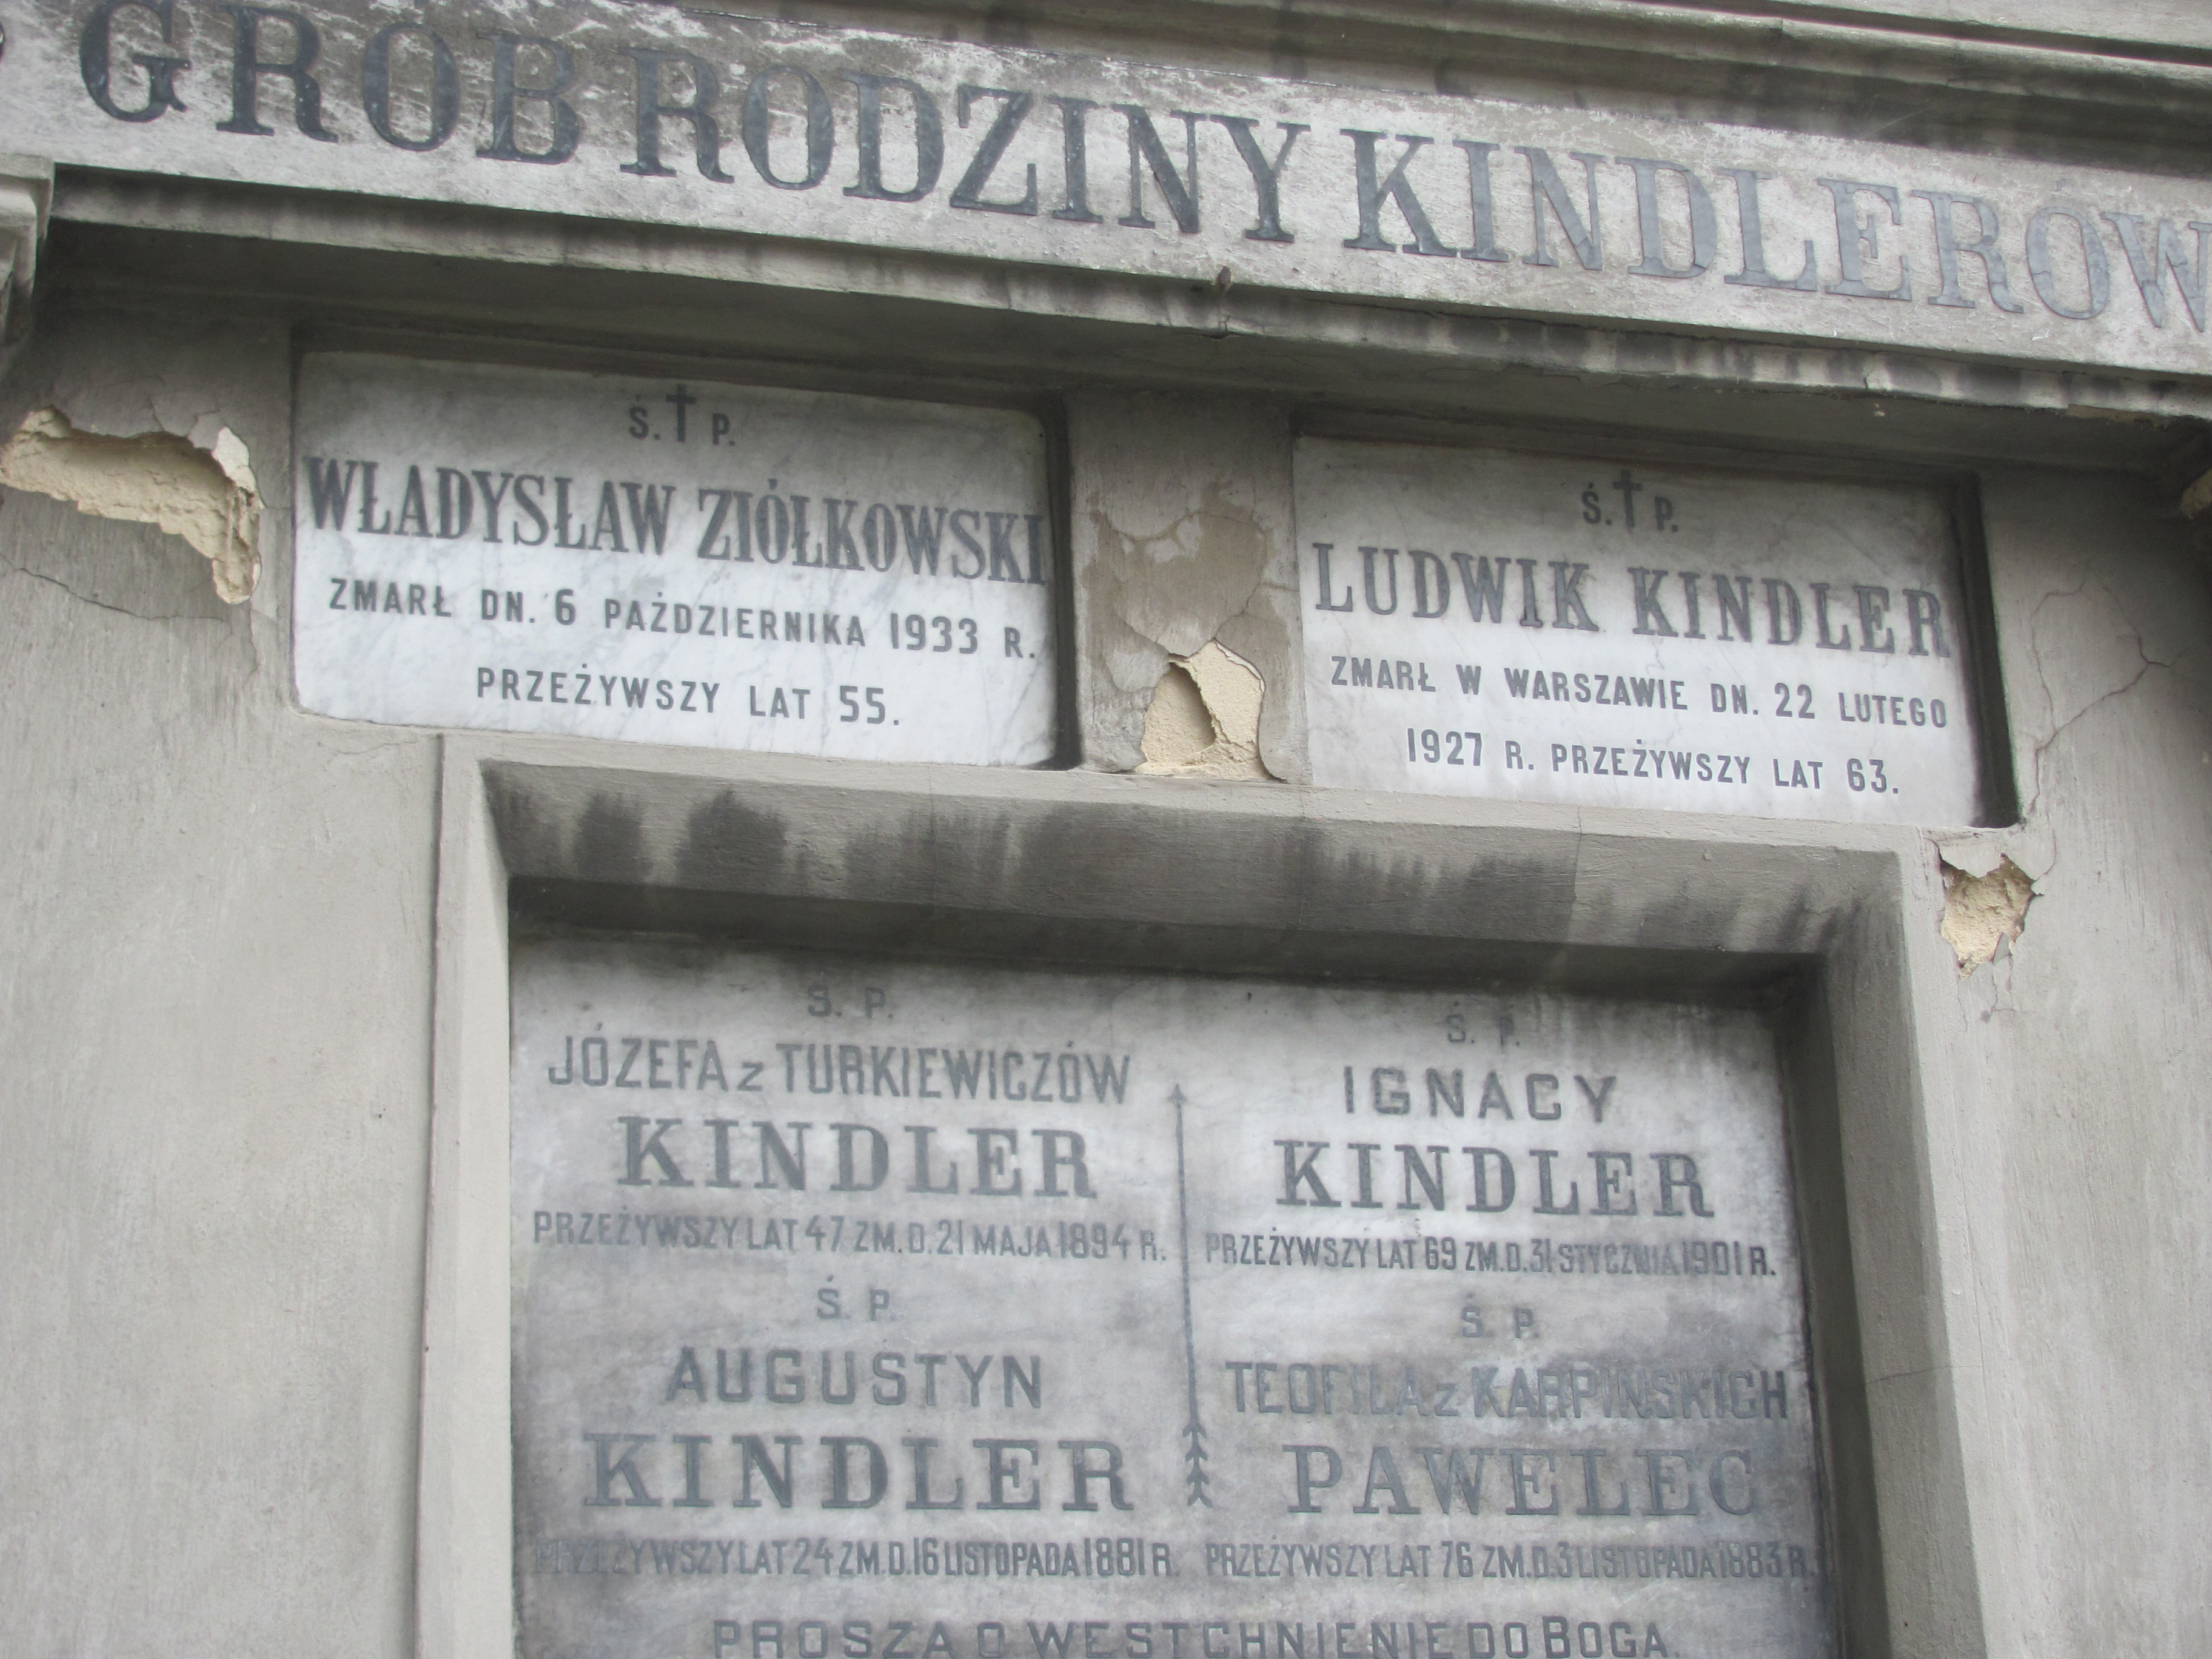 GRÓB RODZINY KINDLERÓW
Ś. † P.
WŁADYSŁAW ZIÓŁKOWSKI
ZMARŁ DN. 6 PAŹDZIERNIKA 1933 R.
PRZEŻYWSZY LAT 55.
Ś. † P.
LUDWIK KINDLER
ZMARŁ W WARSZAWIE DN. 22 LUTEGO
1927 R. PRZEŻYWSZY LAT 63.
Ś. P.
JÓZEFA z TURKIEWICZÓW
KINDLER
PRZEŻYWSZY LAT 47 ZM. D. 21 MAJA 1894 R.
Ś. P.
AUGUSTYN
KINDLER
PRZEŻYWSZY LAT 24 ZM. D. 16 LISTOPADA 1881 R.
Ś. P.
IGNACY
KINDLER
PRZEŻYWSZY LAT 69 ZM. D. 31 STYCZNIA 1901 R.
Ś. P.
TEOFILA z KARPIŃSKICH
PAWELEC
PRZEŻYWSZY LAT 76 ZM. D. 3 LISTOPADA 1883 R.
PROSZĄ O WESTCHNIENIE DO BOGA.